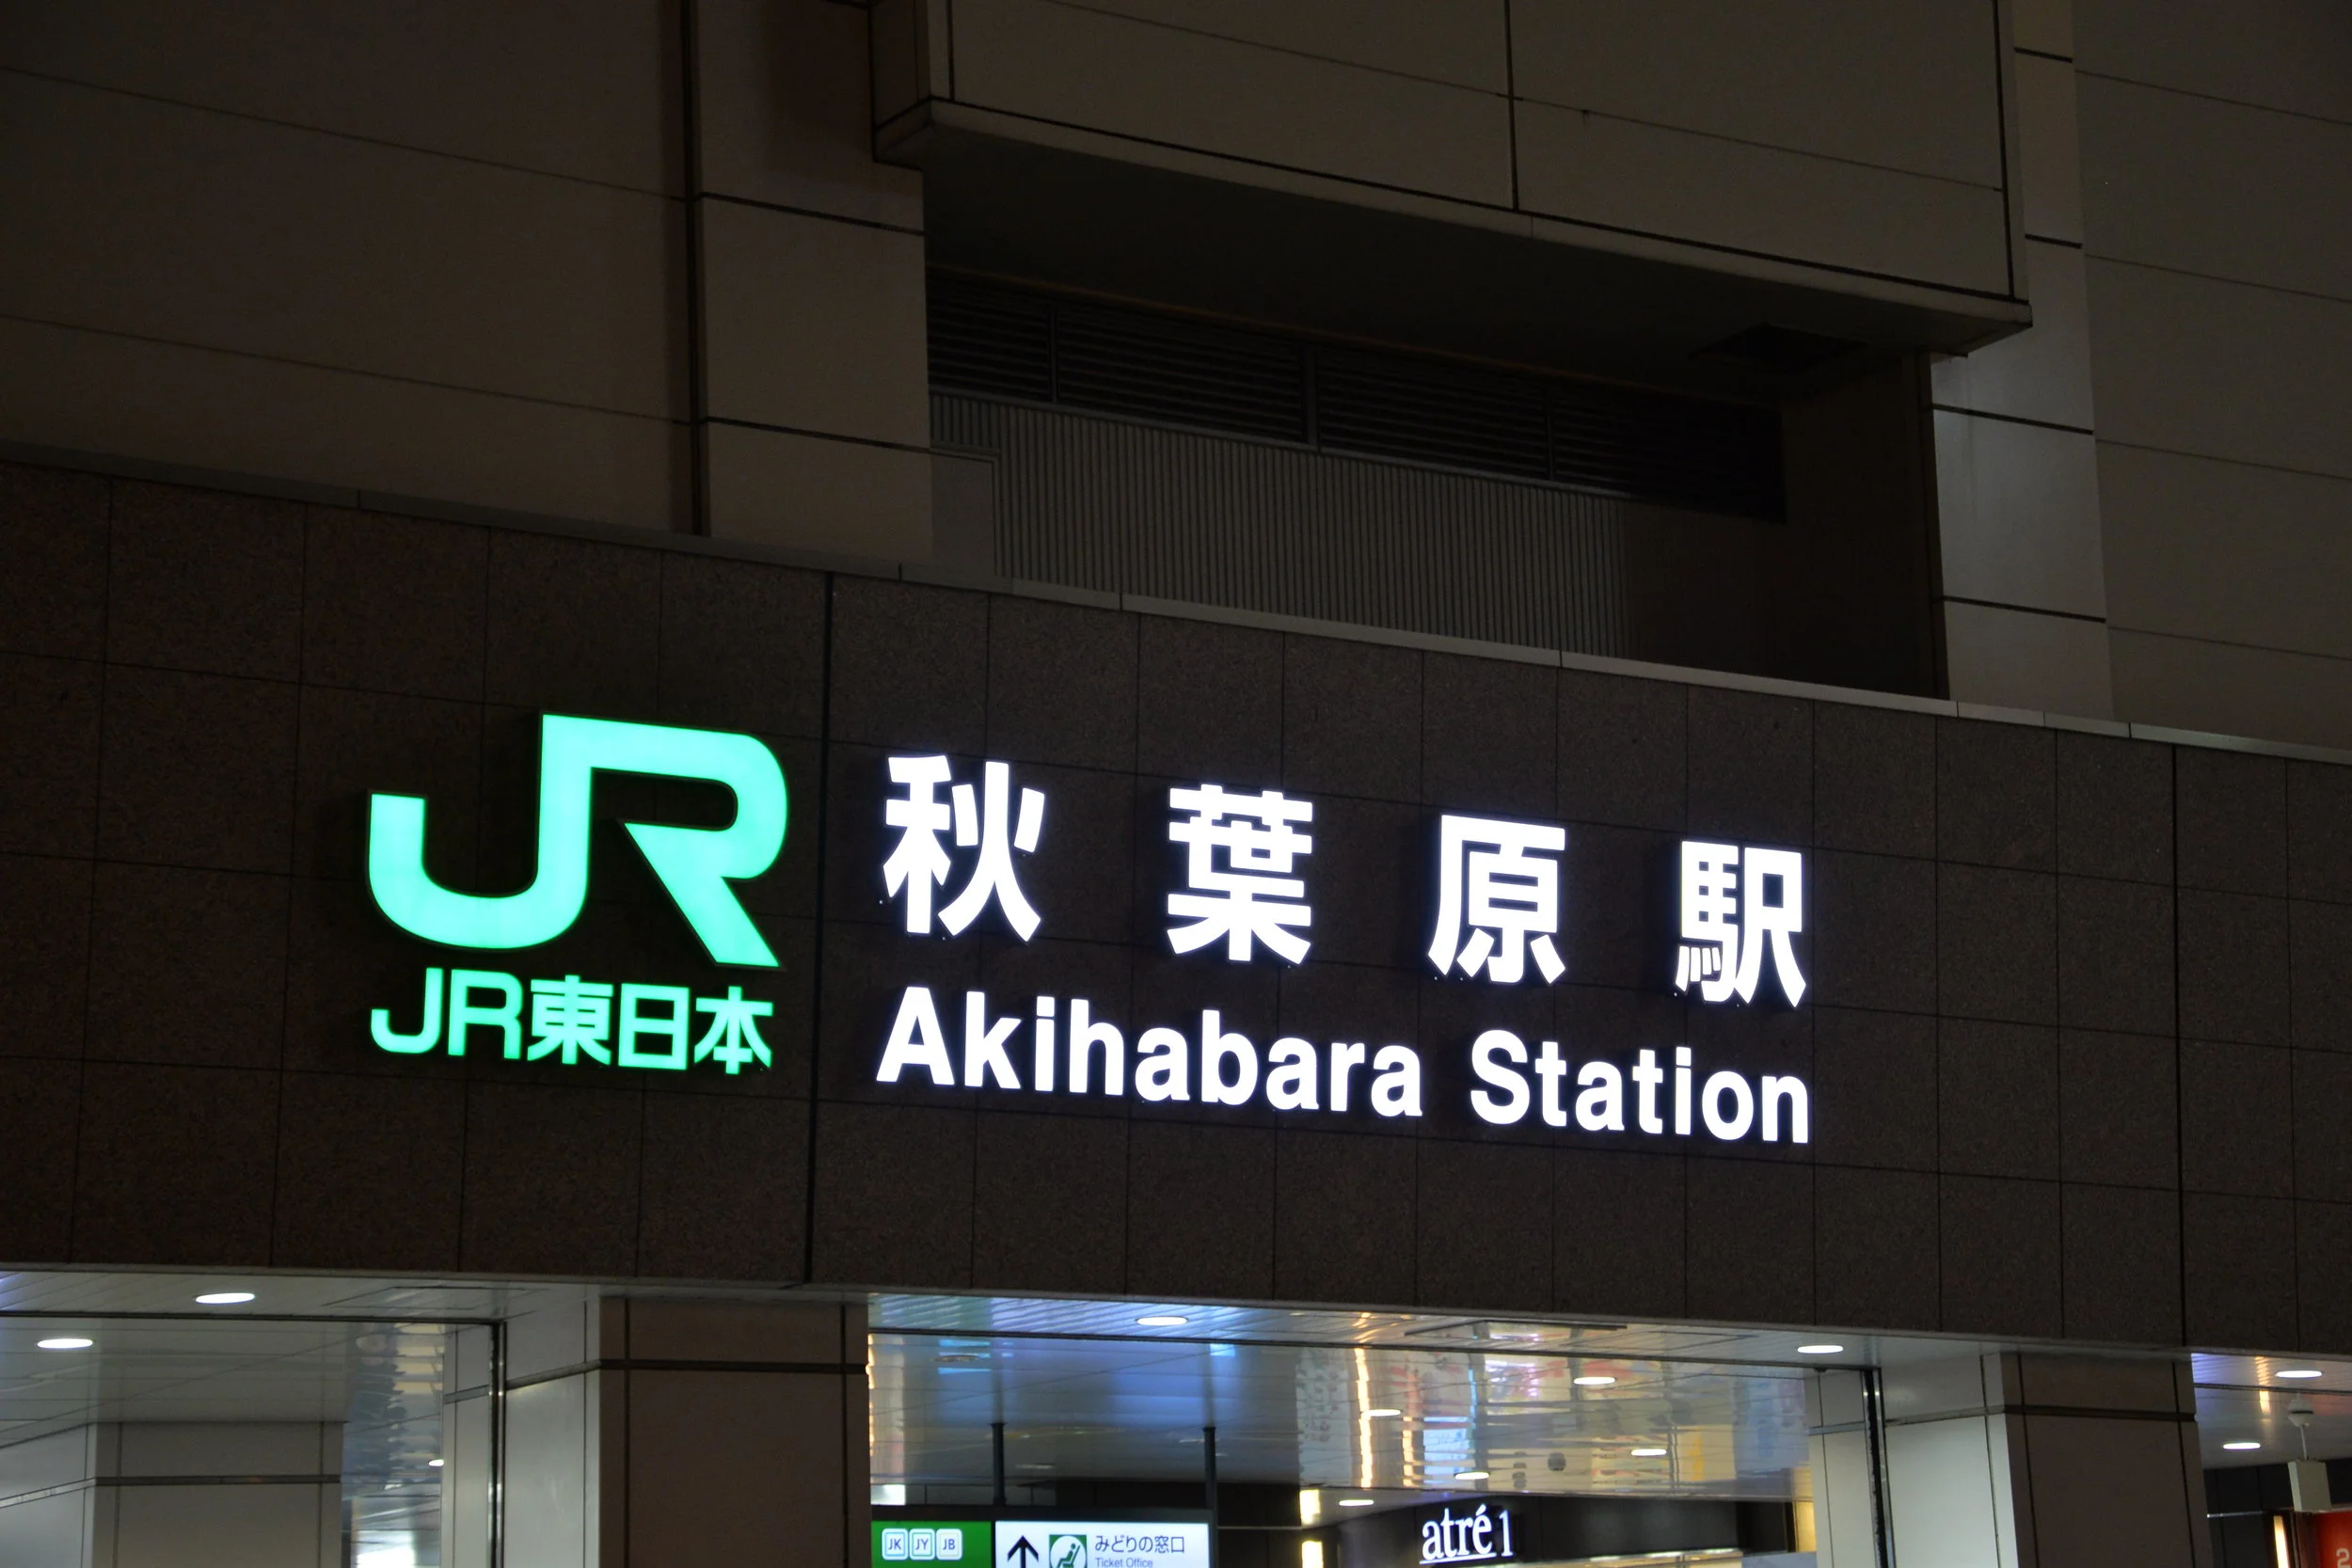 JR
JR東日本
秋葉原駅
Akihabara Station
JK JY JB
みどりの窓口
Ticket Office
atré 1